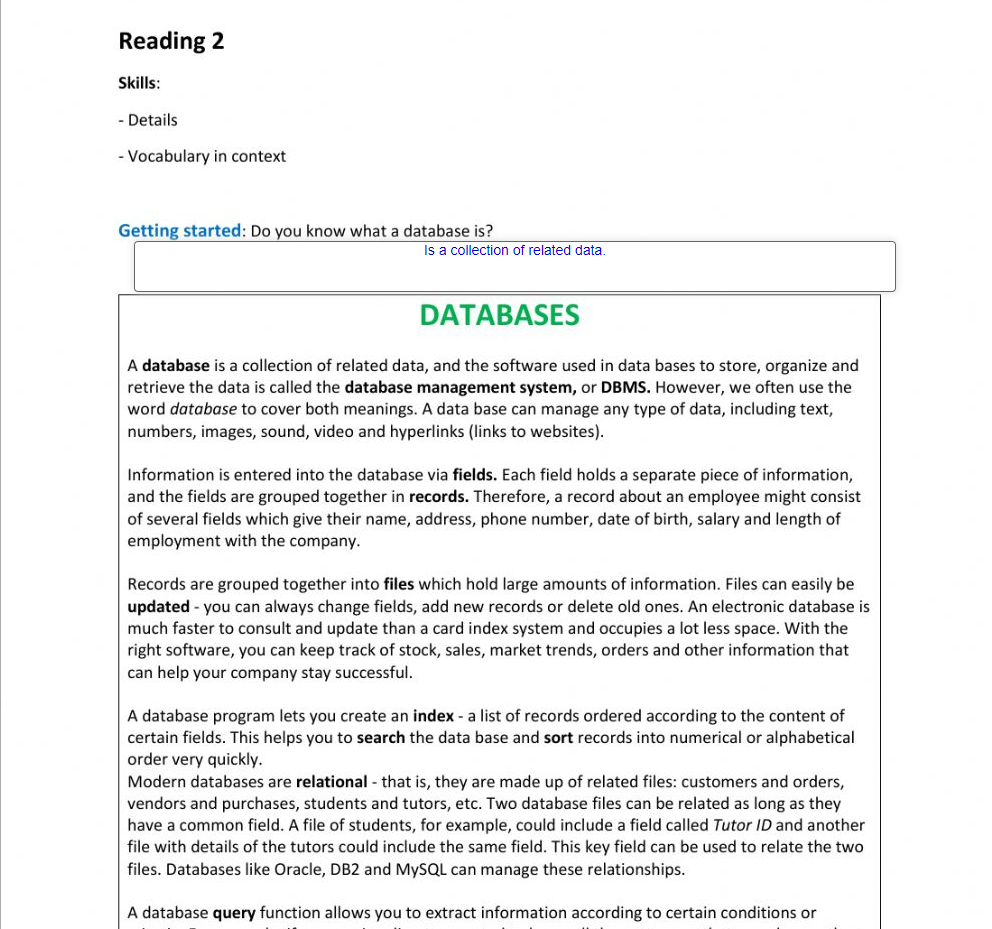 Reading 2
Skills:
- Details
- Vocabulary in context
Getting started: Do you know what a database is?
Is a collection of related data.
DATABASES
A database is a collection of related data, and the software used in data bases to store, organize and
retrieve the data is called the database management system, or DBMS. However, we often use the
word database to cover both meanings. A data base can manage any type of data, including text,
numbers, images, sound, video and hyperlinks (links to websites).
Information is entered into the database via fields. Each field holds a separate piece of information,
and the fields are grouped together in records. Therefore, a record about an employee might consist
of several fields which give their name, address, phone number, date of birth, salary and length of
employment with the company.
Records are grouped together into files which hold large amounts of information. Files can easily be
updated - you can always change fields, add new records or delete old ones. An electronic database is
much faster to consult and update than a card index system and occupies a lot less space. With the
right software, you can keep track of stock, sales, market trends, orders and other information that
can help your company stay successful.
A database program lets you create an index - a list of records ordered according to the content of
certain fields. This helps you to search the data base and sort records into numerical or alphabetical
order very quickly.
Modern databases are relational - that is, they are made up of related files: customers and orders,
vendors and purchases, students and tutors, etc. Two database files can be related as long as they
have a common field. A file of students, for example, could include a field called Tutor ID and another
file with details of the tutors could include the same field. This key field can be used to relate the two
files. Databases like Oracle, DB2 and MySQL can manage these relationships.
A database query function allows you to extract information according to certain conditions or